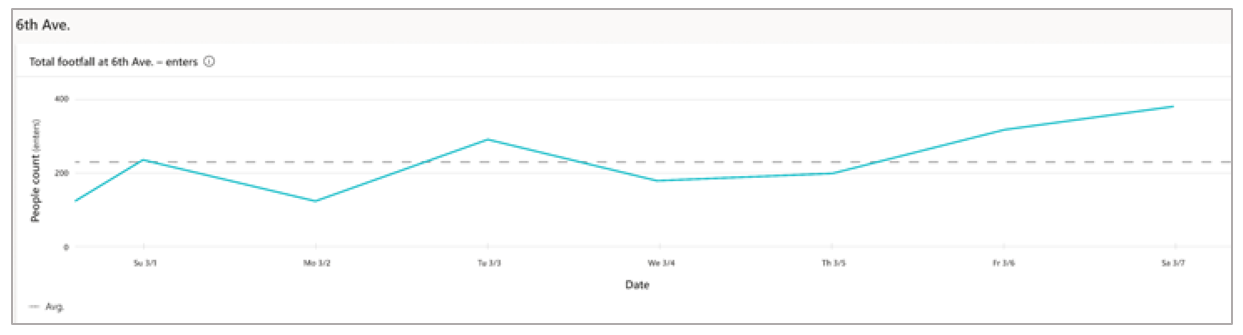 6th Ave.
Total footfall at 6th Ave. – enters
400
200
0
People count (enters)
Su 3/1 Mo 3/2 Tu 3/3 We 3/4 Th 3/5 Fr 3/6 Sa 3/7
Date
Avg.